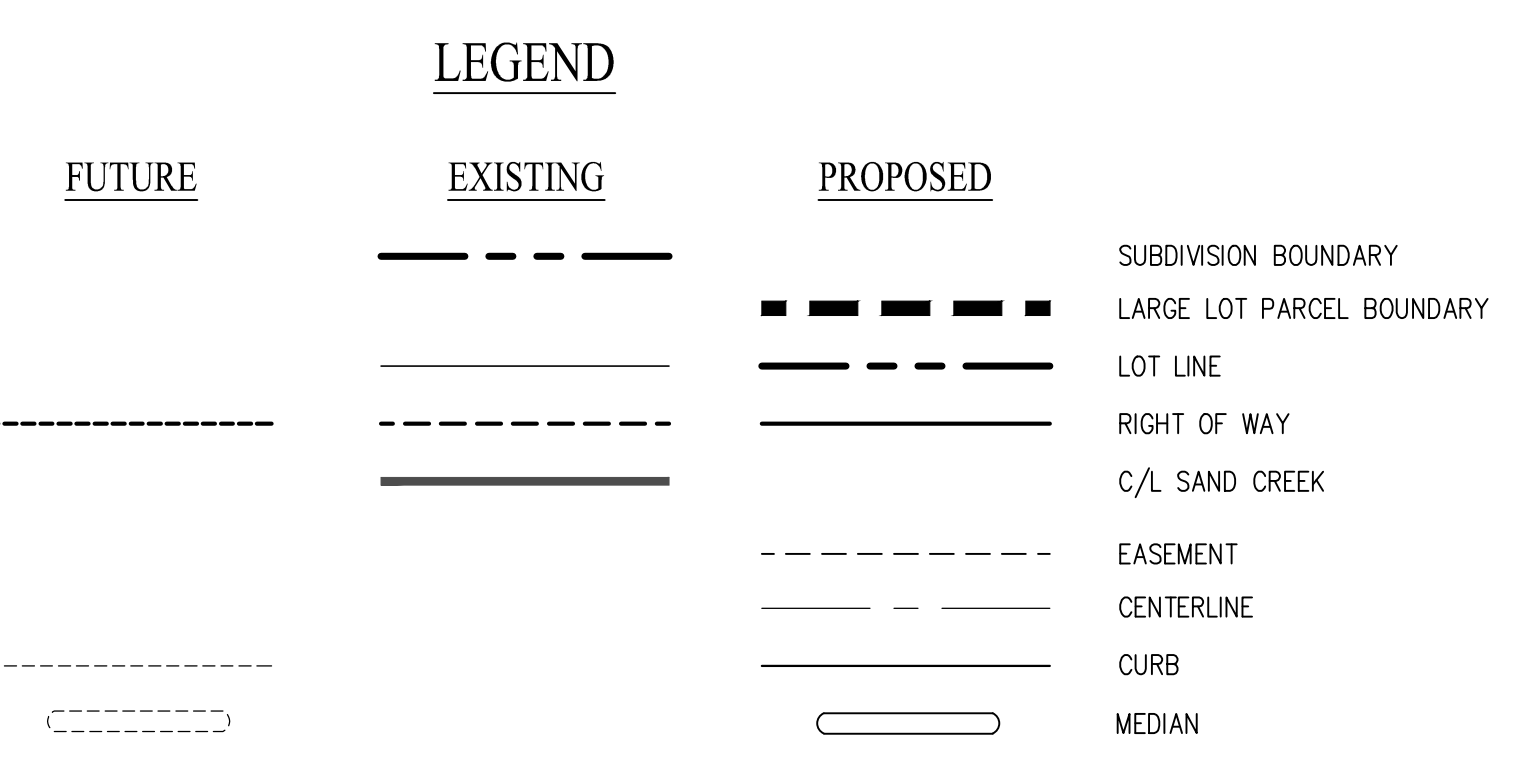 LEGEND
FUTURE EXISTING PROPOSED
SUBDIVISION BOUNDARY
LARGE LOT PARCEL BOUNDARY
LOT LINE
RIGHT OF WAY
C/L SAND CREEK
EASEMENT
CENTERLINE
CURB
MEDIAN